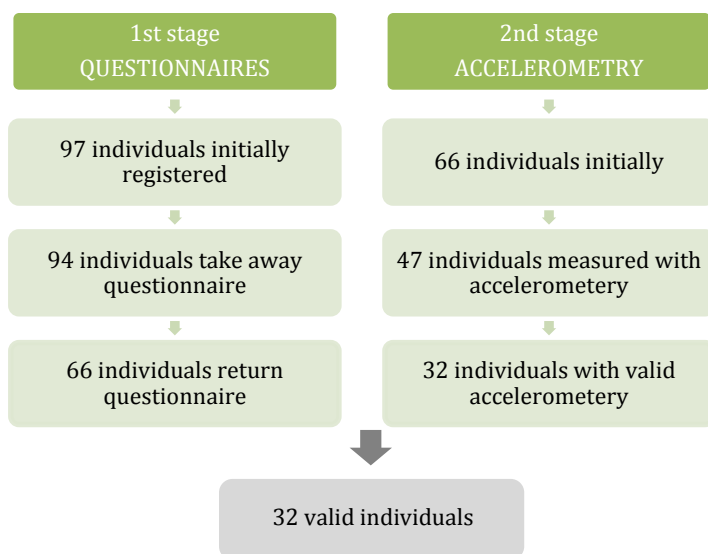 1st stage
QUESTIONNAIRES
97 individuals initially
registered
94 individuals take away
questionnaire
66 individuals return
questionnaire
2nd stage
ACCELEROMETRY
66 individuals initially
47 individuals measured with
accelerometery
32 individuals with valid
accelerometery
32 valid individuals